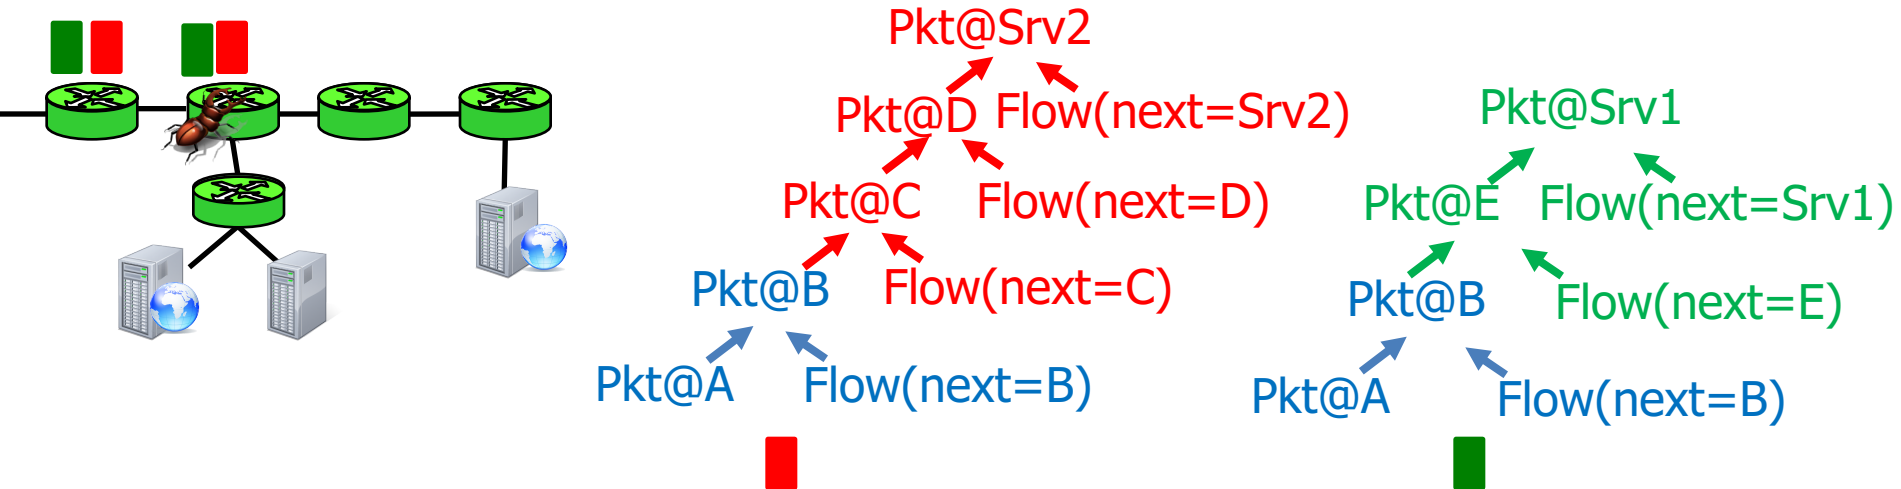 Pkt@Srv2
Pkt@D Flow(next=Srv2)
Pkt@C Flow(next=D)
Pkt@B Flow(next=C)
Pkt@A Flow(next=B)
Pkt@Srv1
Pkt@E Flow(next=Srv1)
Pkt@B Flow(next=E)
Pkt@A Flow(next=B)